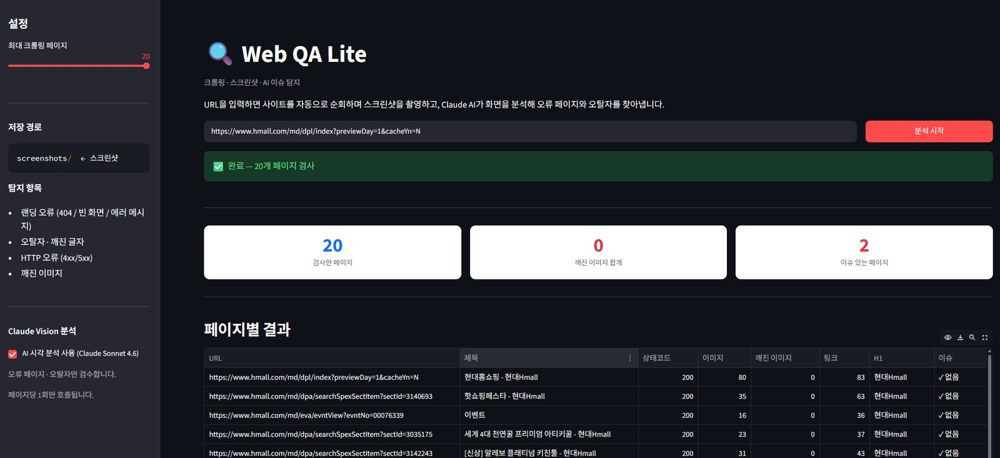 설정
최대 크롤링 페이지
20
저장 경로
screenshots/ ← 스크린샷
탐지 항목
랜딩 오류 (404 / 빈 화면 / 에러 메시
지)
오탈자 · 깨진 글자
HTTP 오류 (4xx/5xx)
깨진 이미지
Claude Vision 분석
AI 시각 분석 사용 (Claude Sonnet 4.6)
오류 페이지 · 오탈자만 검수합니다.
페이지당 1회만 호출됩니다.
Web QA Lite
크롤링 · 스크린샷 · AI 이슈 탐지
URL을 입력하면 사이트를 자동으로 순회하며 스크린샷을 촬영하고, Claude AI가 화면을 분석해 오류 페이지와 오탈자를 찾아냅니다.
https://www.hmall.com/md/dpl/index?previewDay=1&cacheYn=N 분석 시작
완료 — 20개 페이지 검사
20 0 2
검사한 페이지 깨진 이미지 합계 이슈 있는 페이지
페이지별 결과
URL 제목 상태코드 이미지 깨진 이미지 링크 H1 이슈
https://www.hmall.com/md/dpl/index?previewDay=1&cacheYn=N 현대홈쇼핑 - 현대Hmall 200 80 0 83 현대Hmall ✓ 없음
https://www.hmall.com/md/dpa/searchSpexSectItem?sectId=3140693 핫쇼핑페스타 - 현대Hmall 200 35 0 63 현대Hmall ✓ 없음
https://www.hmall.com/md/eva/evntView?evntNo=00076339 이벤트 200 16 0 36 현대Hmall ✓ 없음
https://www.hmall.com/md/dpa/searchSpexSectItem?sectId=3035175 세계 4대 천연꿀 프리미엄 아티키꿀 - 현대Hmall 200 23 0 37 현대Hmall ✓ 없음
https://www.hmall.com/md/dpa/searchSpexSectItem?sectId=3142243 [신상] 알레보 플래티넘 키친툴 - 현대Hmall 200 31 0 43 현대Hmall ✓ 없음